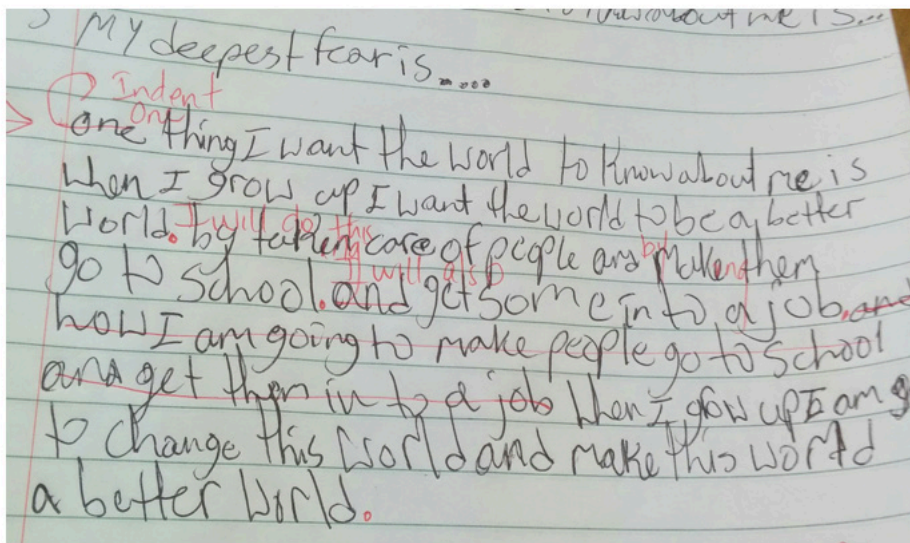 about me is...
My deepest fear is.....
Indent
one
one thing I want the world to know about me is
when I grow up I want the world to be a better
I will do this
world. by taken care of people and maken them
I will also
go to school. and get some in to a job. and
how I am going to make people go to school
and get them in to a job when I grow up I am g
to change this world and make this world
a better world.